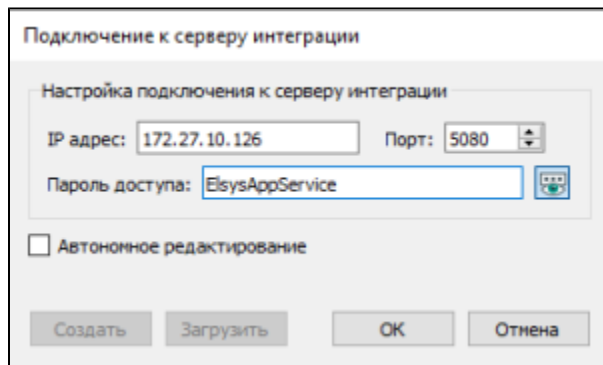 Подключение к серверу интеграции
Настройка подключения к серверу интеграции
IP адрес: 172.27.10.126 Порт: 5080
Пароль доступа: ElsysAppService
Автономное редактирование
Создать Загрузить ОК Отмена